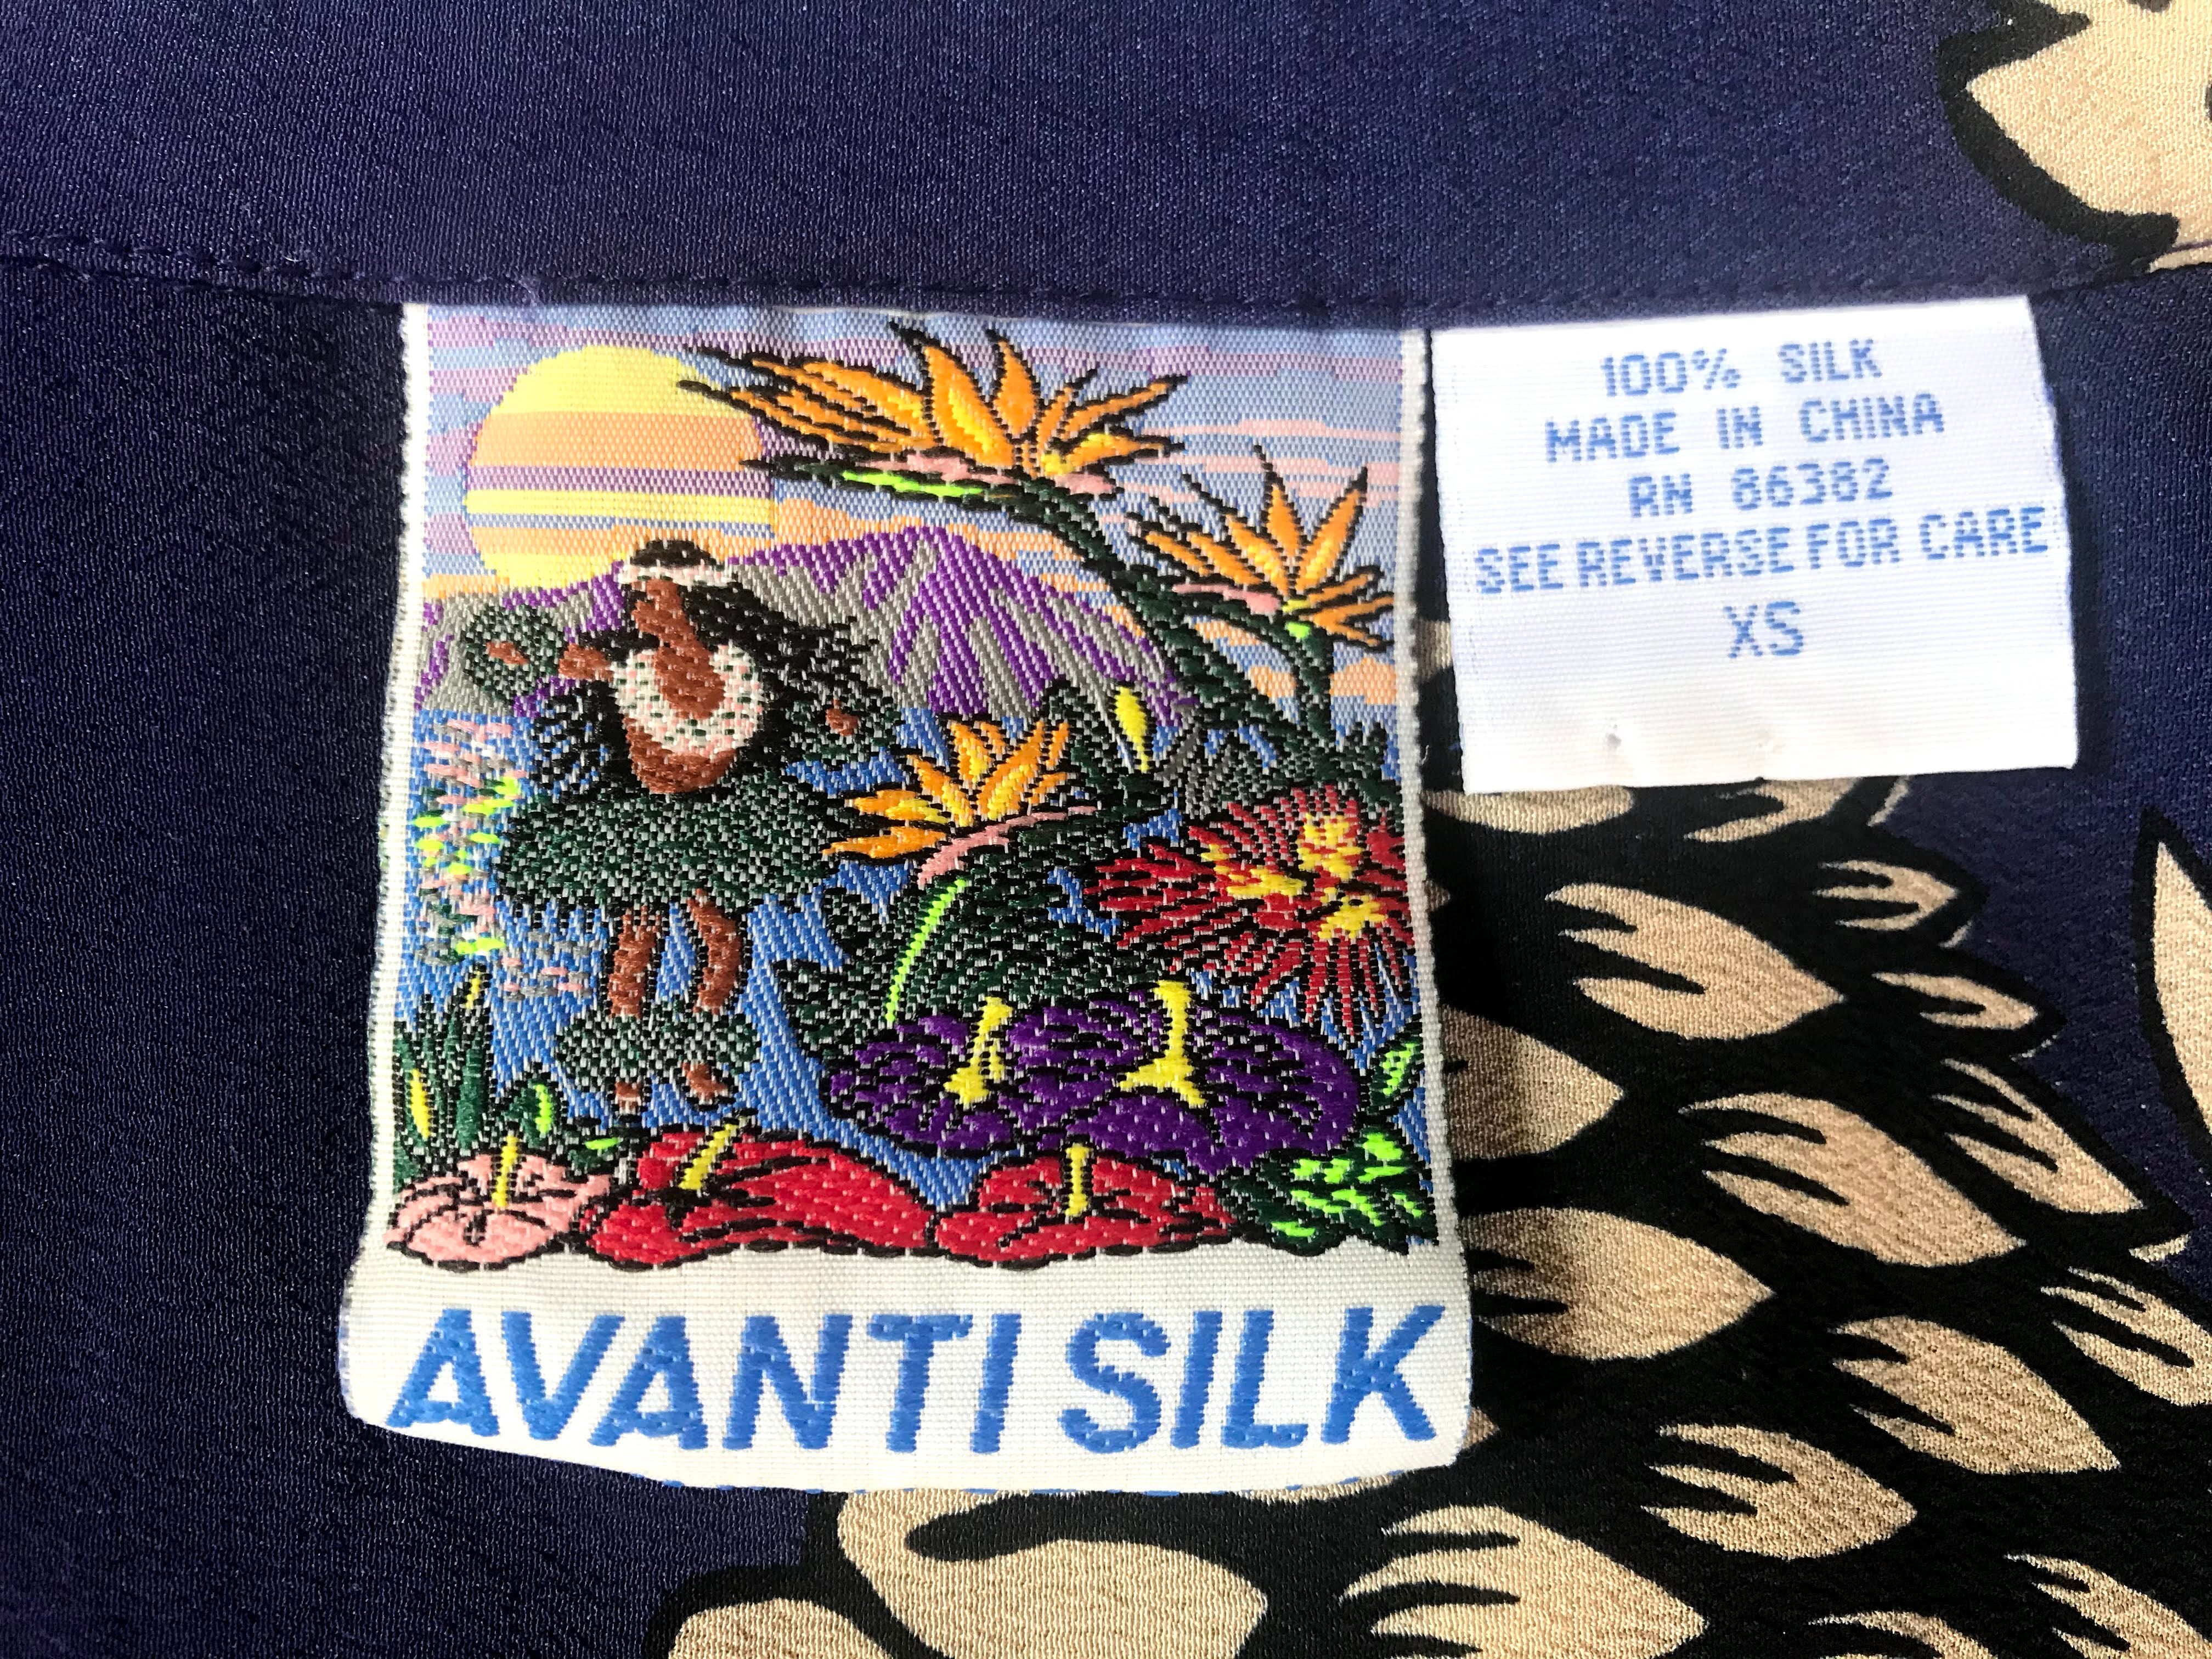 100% SILK
MADE IN CHINA
RN 86382
SEE REVERSE FOR CARE
XS
AVANTI SILK